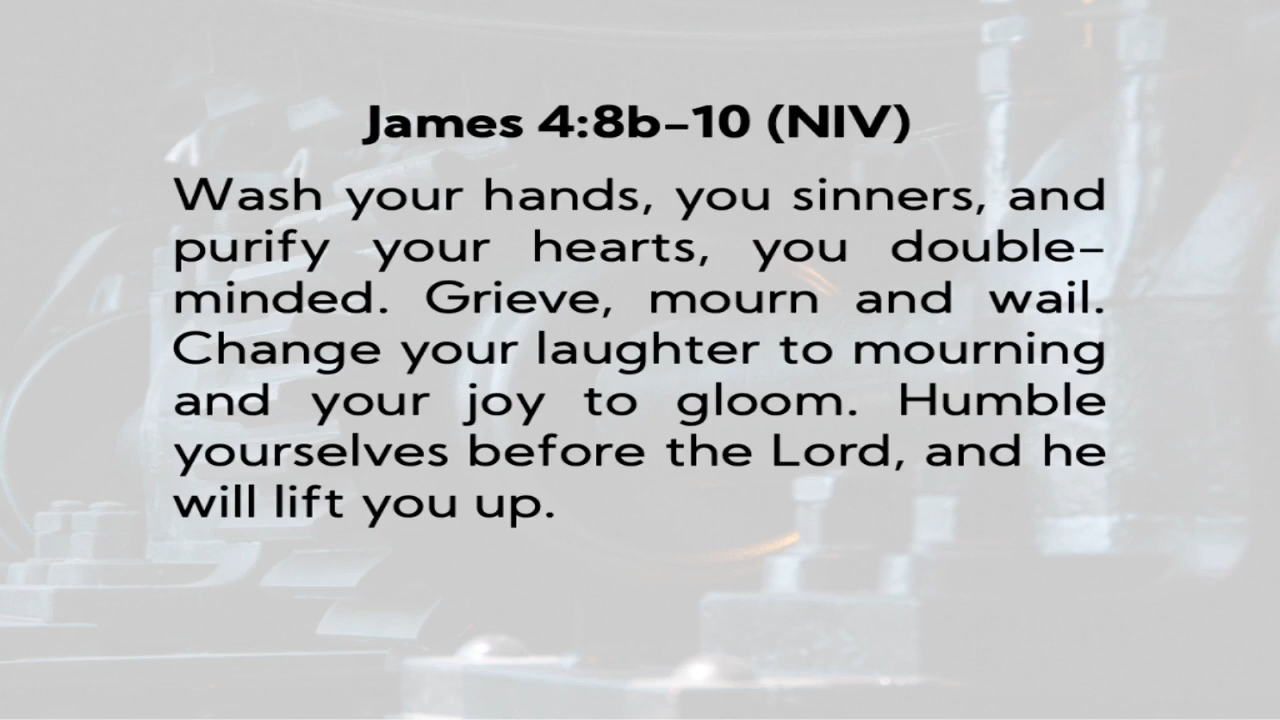 James 4:8b-10 (NIV)
Wash your hands, you sinners, and
purify your hearts, you double-
minded. Grieve, mourn and wail.
Change your laughter to mourning
and your joy to gloom. Humble
yourselves before the Lord, and he
will lift you up.